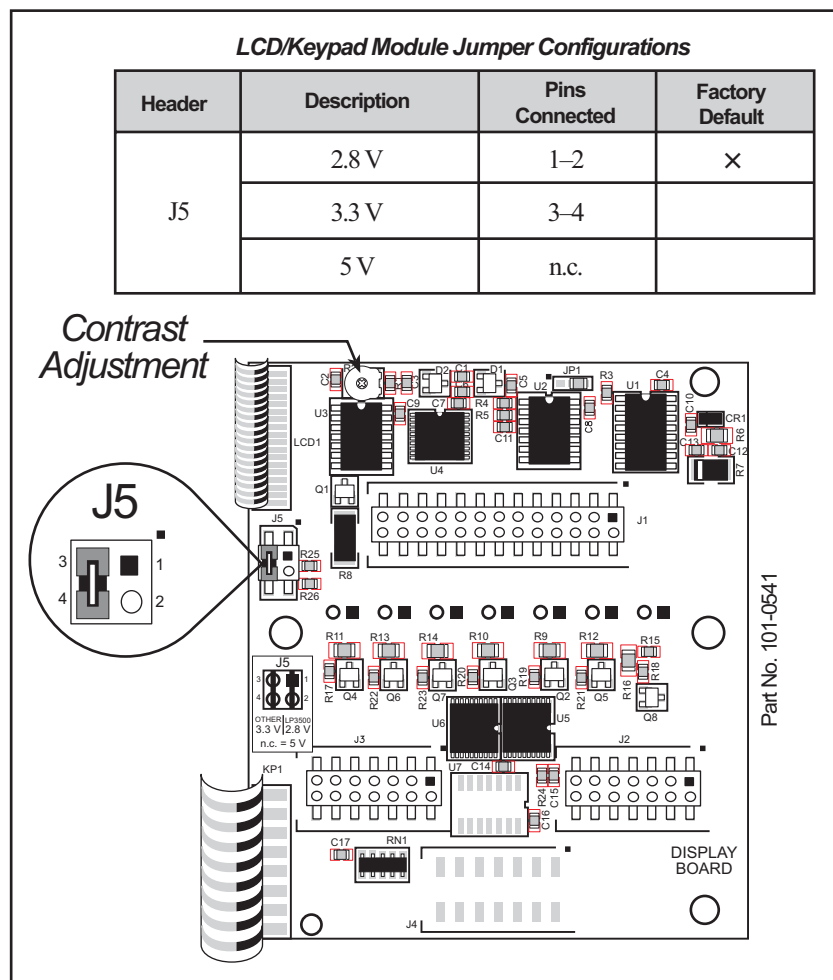 LCD/Keypad Module Jumper Configurations
Header Description Pins Connected Factory Default
J5
2.8 V 1–2 ×
3.3 V 3–4
5 V n.c.
Contrast
Adjustment
C2 C3 D2 C1 D1 C5 JP1 R3 U1 C4
U2
U3 C9 C7 R4 C8 C10 CR1
R5 R6
LCD1 C11 C13 C12
U4 R7
Q1
J5
J5 J1
3 1
4 2
R25
R8
R26
Part No. 101-0541
R11 R13 R14 R10 R9 R12 R15
R17 R22 R23 R20 R19 R21 R16 R18
Q4 Q6 Q7 Q3 Q2 Q5 Q8
J5
3 1
4 2
OTHER LP3500
3.3 V 2.8 V
n.c. = 5 V
U6 U5
J3 J2
KP1 C14 U7
R24 C15
C16
C17 RN1
DISPLAY
BOARD
J4